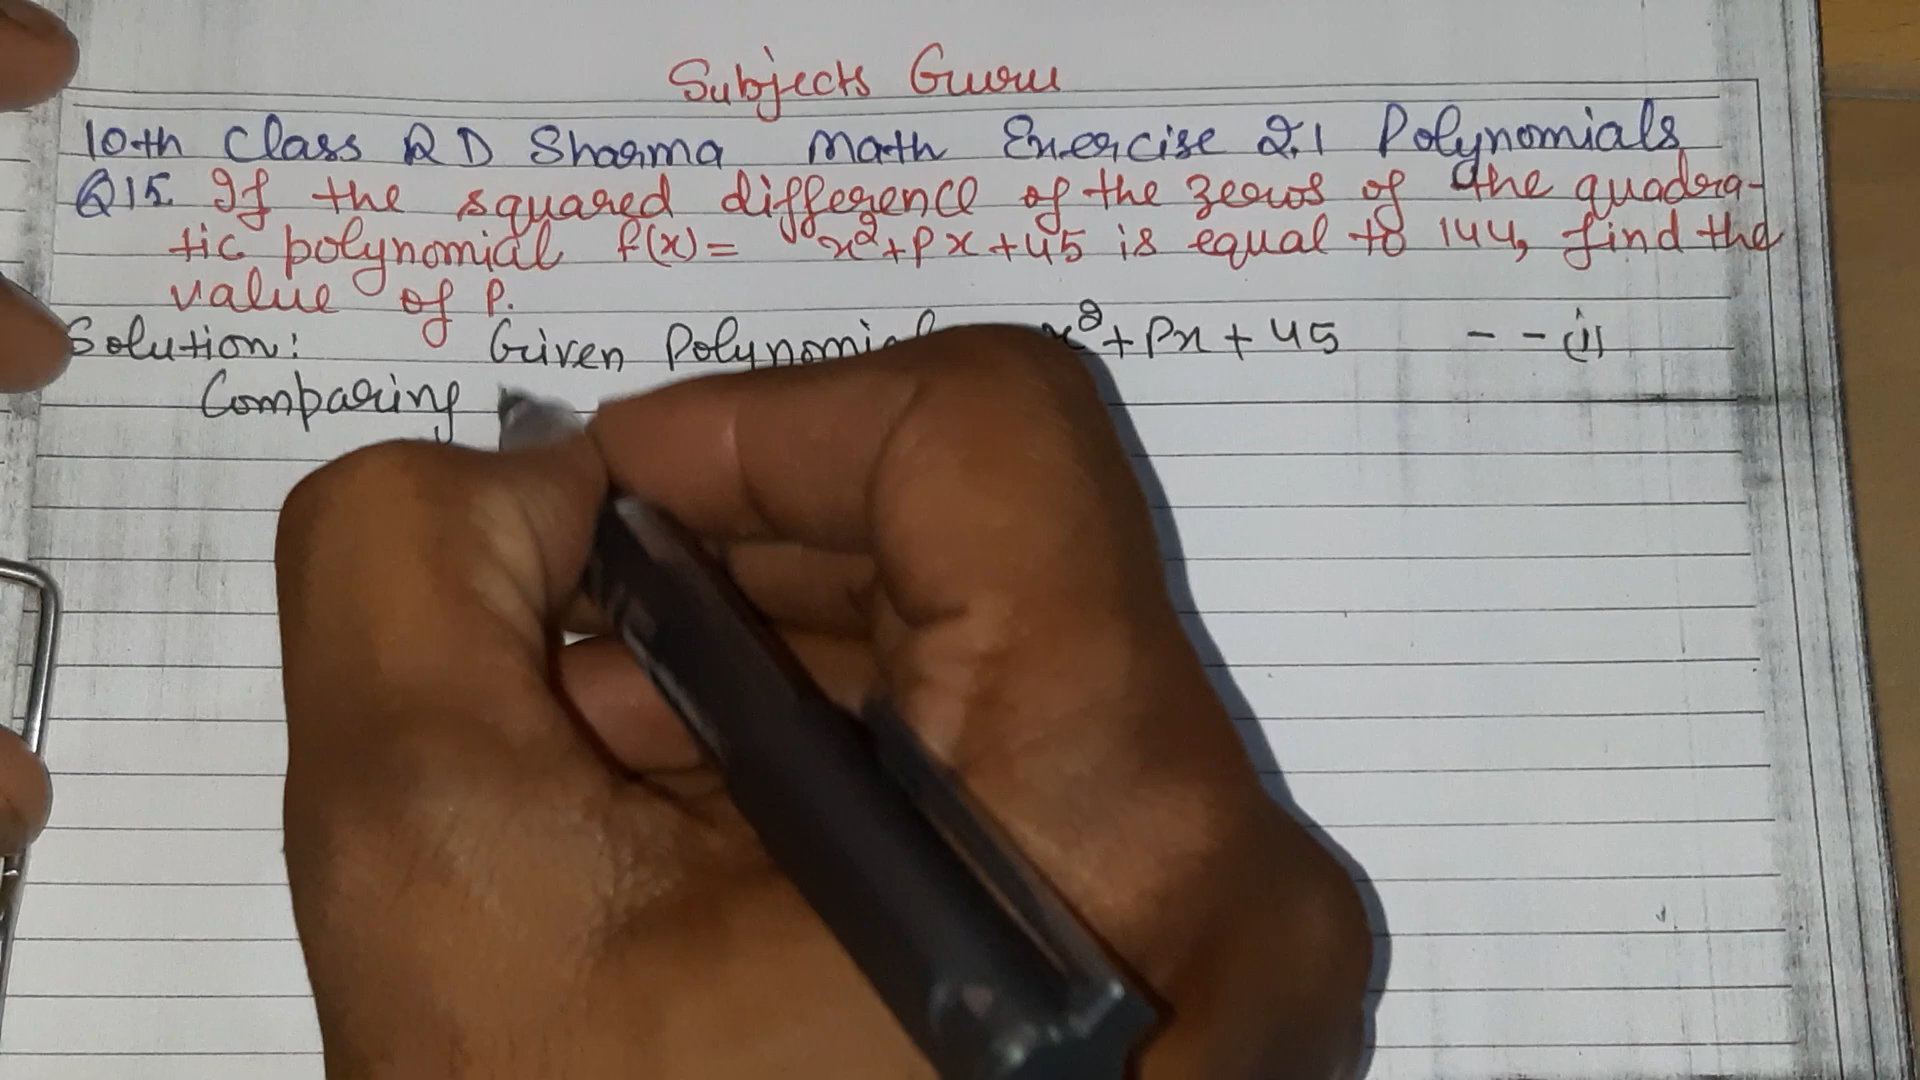 Subjects Guru
10th Class RD Sharma Math Exercise 2.1 Polynomials
Q15. If the squared difference of the zeros of the quadra-
tic polynomial f(x) = x²+px+45 is equal to 144, find the
value of p.
Solution: Given Polynomial x²+px+45 - - (i)
Comparing